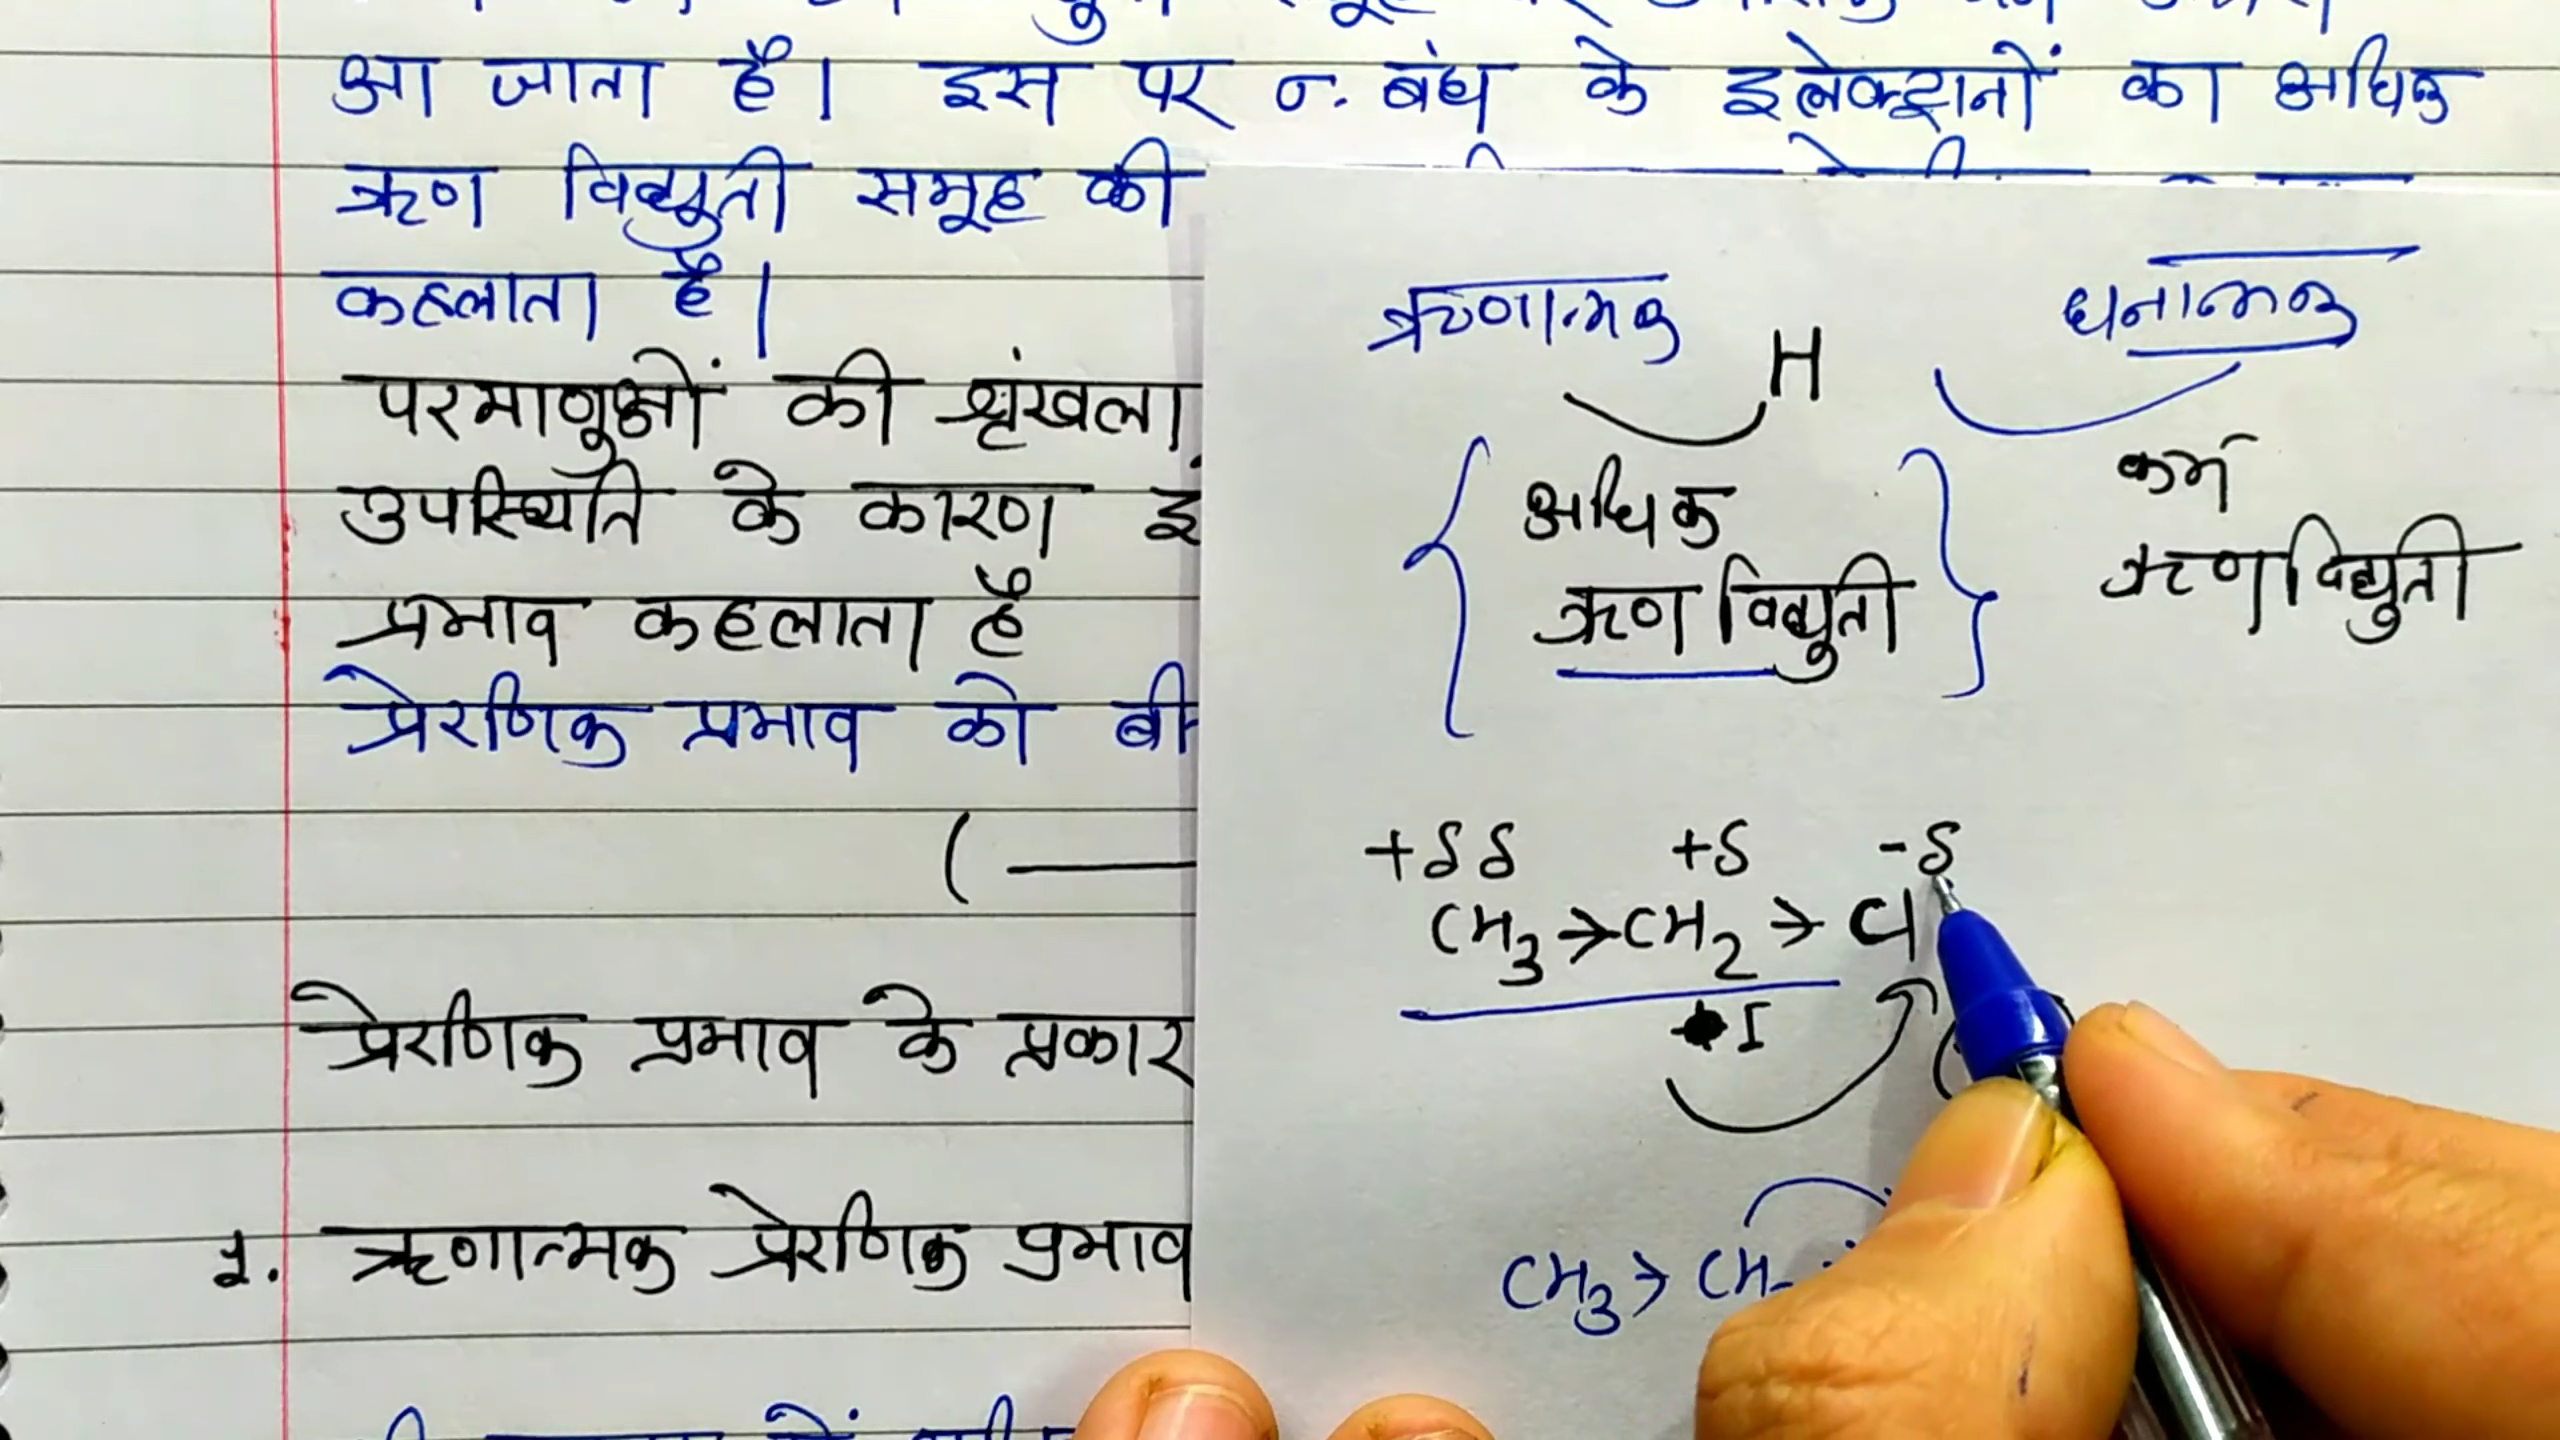 आ जाता है। इस पर σ- बंध के इलेक्ट्रानों का अधिक
ऋण विद्युती समूह की
कहलाता है।
परमाणुओं की शृंखला
उपस्थिति के कारण इं
प्रभाव कहलाता है
प्रेरणिक प्रभाव को बी
( —
प्रेरणिक प्रभाव के प्रकार
1. ऋणात्मक प्रेरणिक प्रभाव
ऋणात्मक
धनात्मक
H
अधिक
ऋण विद्युती
कम
ऋण विद्युती
+δδ +δ -δ
CH3 → CH2 → Cl
I
CH3 > CH